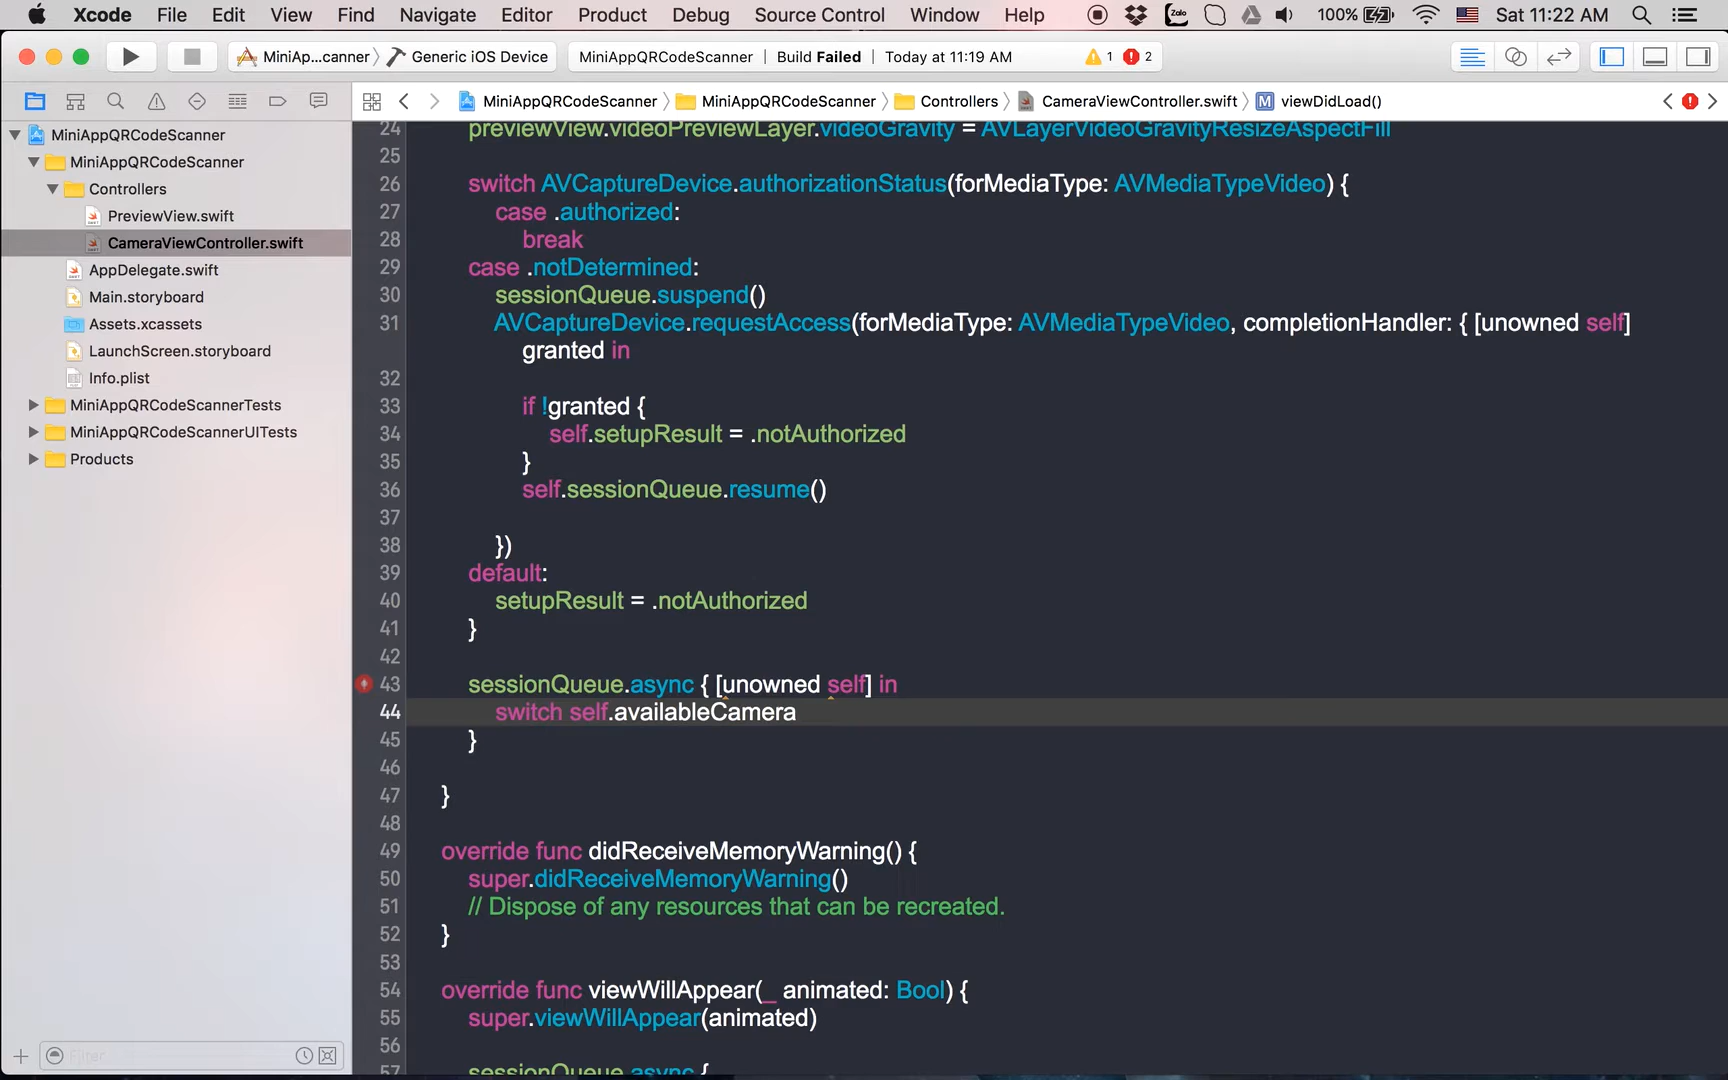 Xcode File Edit View Find Navigate Editor Product Debug Source Control Window Help Zalo 100% Sat 11:22 AM
MiniAp...canner Generic iOS Device MiniAppQRCodeScanner | Build Failed | Today at 11:19 AM 1 2
MiniAppQRCodeScanner MiniAppQRCodeScanner Controllers CameraViewController.swift M viewDidLoad()
MiniAppQRCodeScanner
MiniAppQRCodeScanner
Controllers
PreviewView.swift
CameraViewController.swift
AppDelegate.swift
Main.storyboard
Assets.xcassets
LaunchScreen.storyboard
Info.plist
MiniAppQRCodeScannerTests
MiniAppQRCodeScannerUITests
Products
Filter
24 previewView.videoPreviewLayer.videoGravity = AVLayerVideoGravityResizeAspectFill
25
26 switch AVCaptureDevice.authorizationStatus(forMediaType: AVMediaTypeVideo) {
27 case .authorized:
28 break
29 case .notDetermined:
30 sessionQueue.suspend()
31 AVCaptureDevice.requestAccess(forMediaType: AVMediaTypeVideo, completionHandler: { [unowned self]
granted in
32
33 if !granted {
34 self.setupResult = .notAuthorized
35 }
36 self.sessionQueue.resume()
37
38 })
39 default:
40 setupResult = .notAuthorized
41 }
42
43 sessionQueue.async { [unowned self] in
44 switch self.availableCamera
45 }
46
47 }
48
49 override func didReceiveMemoryWarning() {
50 super.didReceiveMemoryWarning()
51 // Dispose of any resources that can be recreated.
52 }
53
54 override func viewWillAppear(_ animated: Bool) {
55 super.viewWillAppear(animated)
56
57 sessionQueue.async {